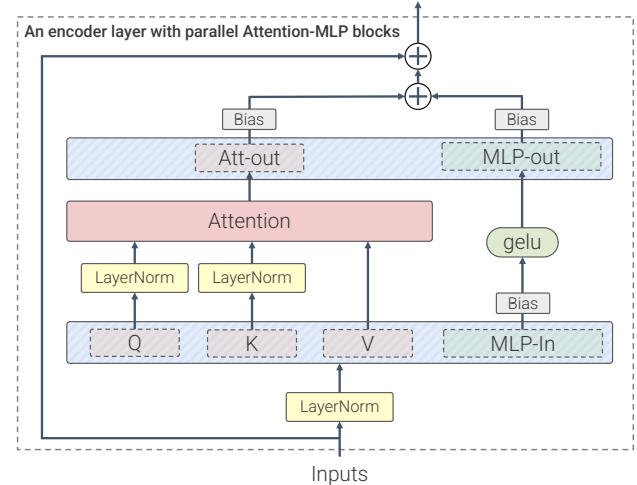 An encoder layer with parallel Attention-MLP blocks
Bias
Bias
Att-out
MLP-out
Attention
gelu
LayerNorm
LayerNorm
Bias
Q
K
V
MLP-In
LayerNorm
Inputs